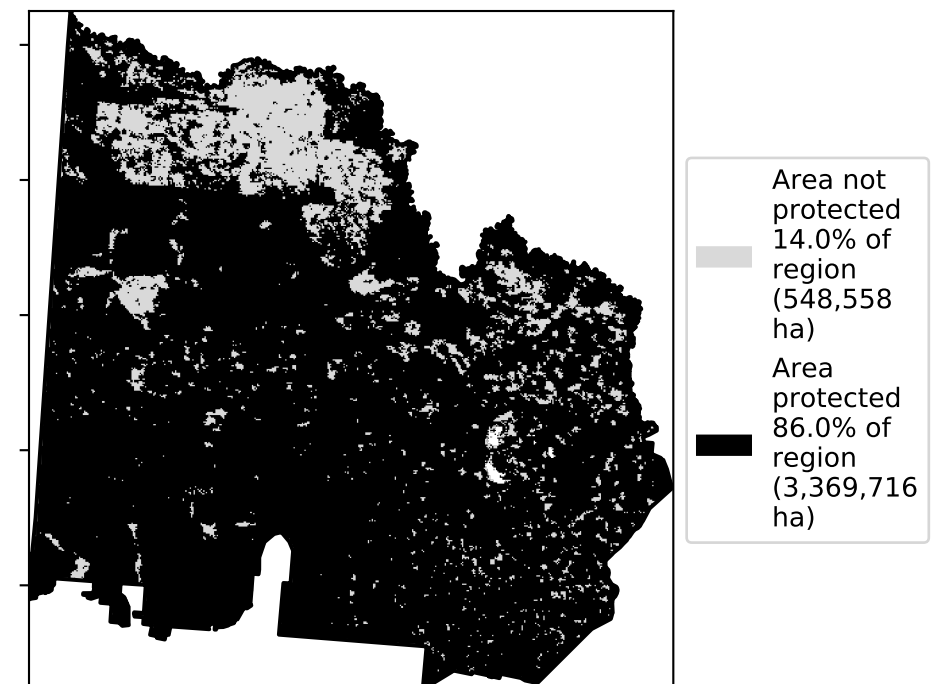 Area not
protected
14.0% of
region
(548,558
ha)
Area
protected
86.0% of
region
(3,369,716
ha)